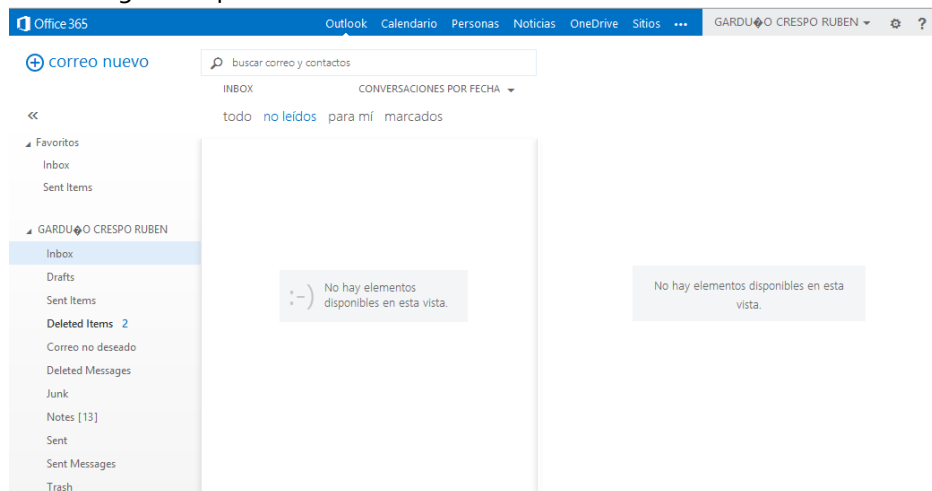 Office 365 Outlook Calendario Personas Noticias OneDrive Sitios ••• GARDU�O CRESPO RUBEN ?
correo nuevo
buscar correo y contactos
INBOX CONVERSACIONES POR FECHA
todo no leídos para mí marcados
Favoritos
Inbox
Sent Items
GARDU�O CRESPO RUBEN
Inbox
Drafts
Sent Items
Deleted Items 2
Correo no deseado
Deleted Messages
Junk
Notes [13]
Sent
Sent Messages
Trash
:-)
No hay elementos
disponibles en esta vista.
No hay elementos disponibles en esta
vista.